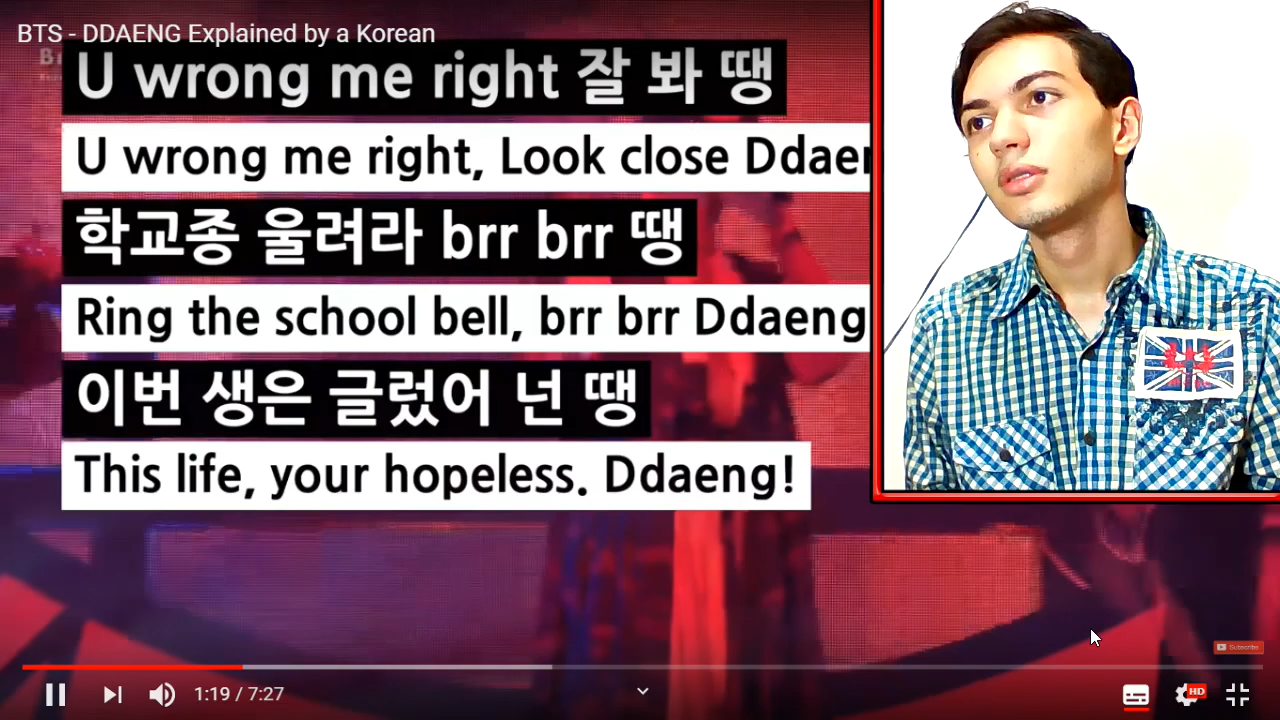 BTS - DDAENG Explained by a Korean
U wrong me right 잘 봐 땡
U wrong me right, Look close Ddaen
학교종 울려라 brr brr 땡
Ring the school bell, brr brr Ddaeng
이번 생은 글렀어 넌 땡
This life, your hopeless. Ddaeng!
Subscribe
1:19 / 7:27
HD